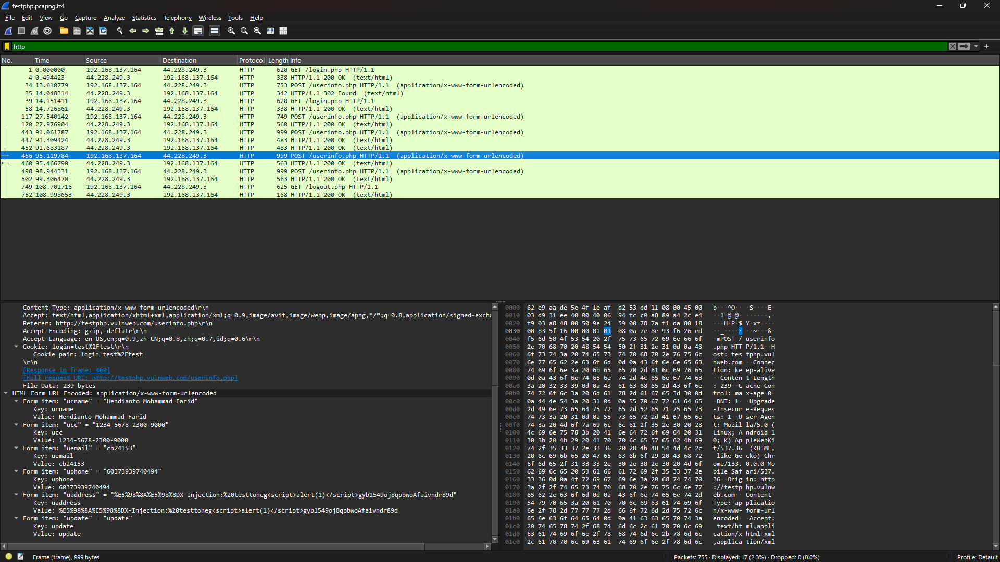 testphp.pcapng.lz4
File Edit View Go Capture Analyze Statistics Telephony Wireless Tools Help
http
No. Time Source Destination Protocol Length Info
1 0.000000 192.168.137.164 44.228.249.3 HTTP 620 GET /login.php HTTP/1.1
4 0.494423 44.228.249.3 192.168.137.164 HTTP 338 HTTP/1.1 200 OK (text/html)
34 13.610779 192.168.137.164 44.228.249.3 HTTP 753 POST /userinfo.php HTTP/1.1 (application/x-www-form-urlencoded)
35 14.048314 44.228.249.3 192.168.137.164 HTTP 342 HTTP/1.1 302 Found (text/html)
39 14.151411 192.168.137.164 44.228.249.3 HTTP 620 GET /login.php HTTP/1.1
58 14.726861 44.228.249.3 192.168.137.164 HTTP 338 HTTP/1.1 200 OK (text/html)
117 27.540142 192.168.137.164 44.228.249.3 HTTP 749 POST /userinfo.php HTTP/1.1 (application/x-www-form-urlencoded)
120 27.976904 44.228.249.3 192.168.137.164 HTTP 560 HTTP/1.1 200 OK (text/html)
443 91.061787 192.168.137.164 44.228.249.3 HTTP 999 POST /userinfo.php HTTP/1.1 (application/x-www-form-urlencoded)
447 91.309424 44.228.249.3 192.168.137.164 HTTP 483 HTTP/1.1 200 OK (text/html)
452 91.683187 44.228.249.3 192.168.137.164 HTTP 483 HTTP/1.1 200 OK (text/html)
456 95.119784 192.168.137.164 44.228.249.3 HTTP 999 POST /userinfo.php HTTP/1.1 (application/x-www-form-urlencoded)
460 95.466790 44.228.249.3 192.168.137.164 HTTP 563 HTTP/1.1 200 OK (text/html)
498 98.944331 192.168.137.164 44.228.249.3 HTTP 999 POST /userinfo.php HTTP/1.1 (application/x-www-form-urlencoded)
502 99.306470 44.228.249.3 192.168.137.164 HTTP 563 HTTP/1.1 200 OK (text/html)
749 108.701716 192.168.137.164 44.228.249.3 HTTP 625 GET /logout.php HTTP/1.1
752 108.998653 44.228.249.3 192.168.137.164 HTTP 168 HTTP/1.1 200 OK (text/html)
Content-Type: application/x-www-form-urlencoded\r\n
Accept: text/html,application/xhtml+xml,application/xml;q=0.9,image/avif,image/webp,image/apng,*/*;q=0.8,application/signed-excha
Referer: http://testphp.vulnweb.com/userinfo.php\r\n
Accept-Encoding: gzip, deflate\r\n
Accept-Language: en-US,en;q=0.9,zh-CN;q=0.8,zh;q=0.7,id;q=0.6\r\n
Cookie: login=test%2Ftest\r\n
Cookie pair: login=test%2Ftest
\r\n
[Response in frame: 460]
[Full request URI: http://testphp.vulnweb.com/userinfo.php]
File Data: 239 bytes
HTML Form URL Encoded: application/x-www-form-urlencoded
Form item: "urname" = "Hendianto Mohammad Farid"
Key: urname
Value: Hendianto Mohammad Farid
Form item: "ucc" = "1234-5678-2300-9000"
Key: ucc
Value: 1234-5678-2300-9000
Form item: "uemail" = "cb24153"
Key: uemail
Value: cb24153
Form item: "uphone" = "60373939740494"
Key: uphone
Value: 60373939740494
Form item: "uaddress" = "%E5%98%8A%E5%98%8DX-Injection:%20testtoheg<script>alert(1)</script>gyb1549oj8qpbwoAfaivndr89d"
Key: uaddress
Value: %E5%98%8A%E5%98%8DX-Injection:%20testtoheg<script>alert(1)</script>gyb1549oj8qpbwoAfaivndr89d
Form item: "update" = "update"
Key: update
Value: update
0000 62 e9 aa de 5e 4f 1e af d2 53 dd 11 08 00 45 00 b···^O·· ·S····E·
0010 03 d9 31 ee 40 00 40 06 94 fc c0 a8 89 a4 2c e4 ··1·@·@· ······,·
0020 f9 03 a8 48 00 50 9e 24 59 00 78 7a f1 da 80 18 ···H·P·$ Y·xz····
0030 00 83 5f 16 00 00 01 01 08 0a 7e 8e 93 f6 26 ed ··_····· ··~···&·
0040 f5 6d 50 4f 53 54 20 2f 75 73 65 72 69 6e 66 6f ·mPOST / userinfo
0050 2e 70 68 70 20 48 54 54 50 2f 31 2e 31 0d 0a 48 .php HTT P/1.1··H
0060 6f 73 74 3a 20 74 65 73 74 70 68 70 2e 76 75 6c ost: tes tphp.vul
0070 6e 77 65 62 2e 63 6f 6d 0d 0a 43 6f 6e 6e 65 63 nweb.com ··Connec
0080 74 69 6f 6e 3a 20 6b 65 65 70 2d 61 6c 69 76 65 tion: ke ep-alive
0090 0d 0a 43 6f 6e 74 65 6e 74 2d 4c 65 6e 67 74 68 ··Conten t-Length
00a0 3a 20 32 33 39 0d 0a 43 61 63 68 65 2d 43 6f 6e : 239··C ache-Con
00b0 74 72 6f 6c 3a 20 6d 61 78 2d 61 67 65 3d 30 0d trol: ma x-age=0·
00c0 0a 44 4e 54 3a 20 31 0d 0a 55 70 67 72 61 64 65 ·DNT: 1· ·Upgrade
00d0 2d 49 6e 73 65 63 75 72 65 2d 52 65 71 75 65 73 -Insecur e-Reques
00e0 74 73 3a 20 31 0d 0a 55 73 65 72 2d 41 67 65 6e ts: 1··U ser-Agen
00f0 74 3a 20 4d 6f 7a 69 6c 6c 61 2f 35 2e 30 20 28 t: Mozil la/5.0 (
0100 4c 69 6e 75 78 3b 20 41 6e 64 72 6f 69 64 20 31 Linux; A ndroid 1
0110 30 3b 20 4b 29 20 41 70 70 6c 65 57 65 62 4b 69 0; K) Ap pleWebKi
0120 74 2f 35 33 37 2e 33 36 20 28 4b 48 54 4d 4c 2c t/537.36 (KHTML,
0130 20 6c 69 6b 65 20 47 65 63 6b 6f 29 20 43 68 72 like Ge cko) Chr
0140 6f 6d 65 2f 31 33 33 2e 30 2e 30 2e 30 20 4d 6f ome/133. 0.0.0 Mo
0150 62 69 6c 65 20 53 61 66 61 72 69 2f 35 33 37 2e bile Saf ari/537.
0160 33 36 0d 0a 4f 72 69 67 69 6e 3a 20 68 74 74 70 36··Orig in: http
0170 3a 2f 2f 74 65 73 74 70 68 70 2e 76 75 6c 6e 77 ://testp hp.vulnw
0180 65 62 2e 63 6f 6d 0d 0a 43 6f 6e 74 65 6e 74 2d eb.com·· Content-
0190 54 79 70 65 3a 20 61 70 70 6c 69 63 61 74 69 6f Type: ap plicatio
01a0 6e 2f 78 2d 77 77 77 2d 66 6f 72 6d 2d 75 72 6c n/x-www- form-url
01b0 65 6e 63 6f 64 65 64 0d 0a 41 63 63 65 70 74 3a encoded· ·Accept:
01c0 20 74 65 78 74 2f 68 74 6d 6c 2c 61 70 70 6c 69 text/ht ml,appli
01d0 63 61 74 69 6f 6e 2f 78 68 74 6d 6c 2b 78 6d 6c cation/x html+xml
01e0 2c 61 70 70 6c 69 63 61 74 69 6f 6e 2f 78 6d 6c ,applica tion/xml
Frame (frame), 999 bytes
Packets: 755 · Displayed: 17 (2.3%) · Dropped: 0 (0.0%)
Profile: Default